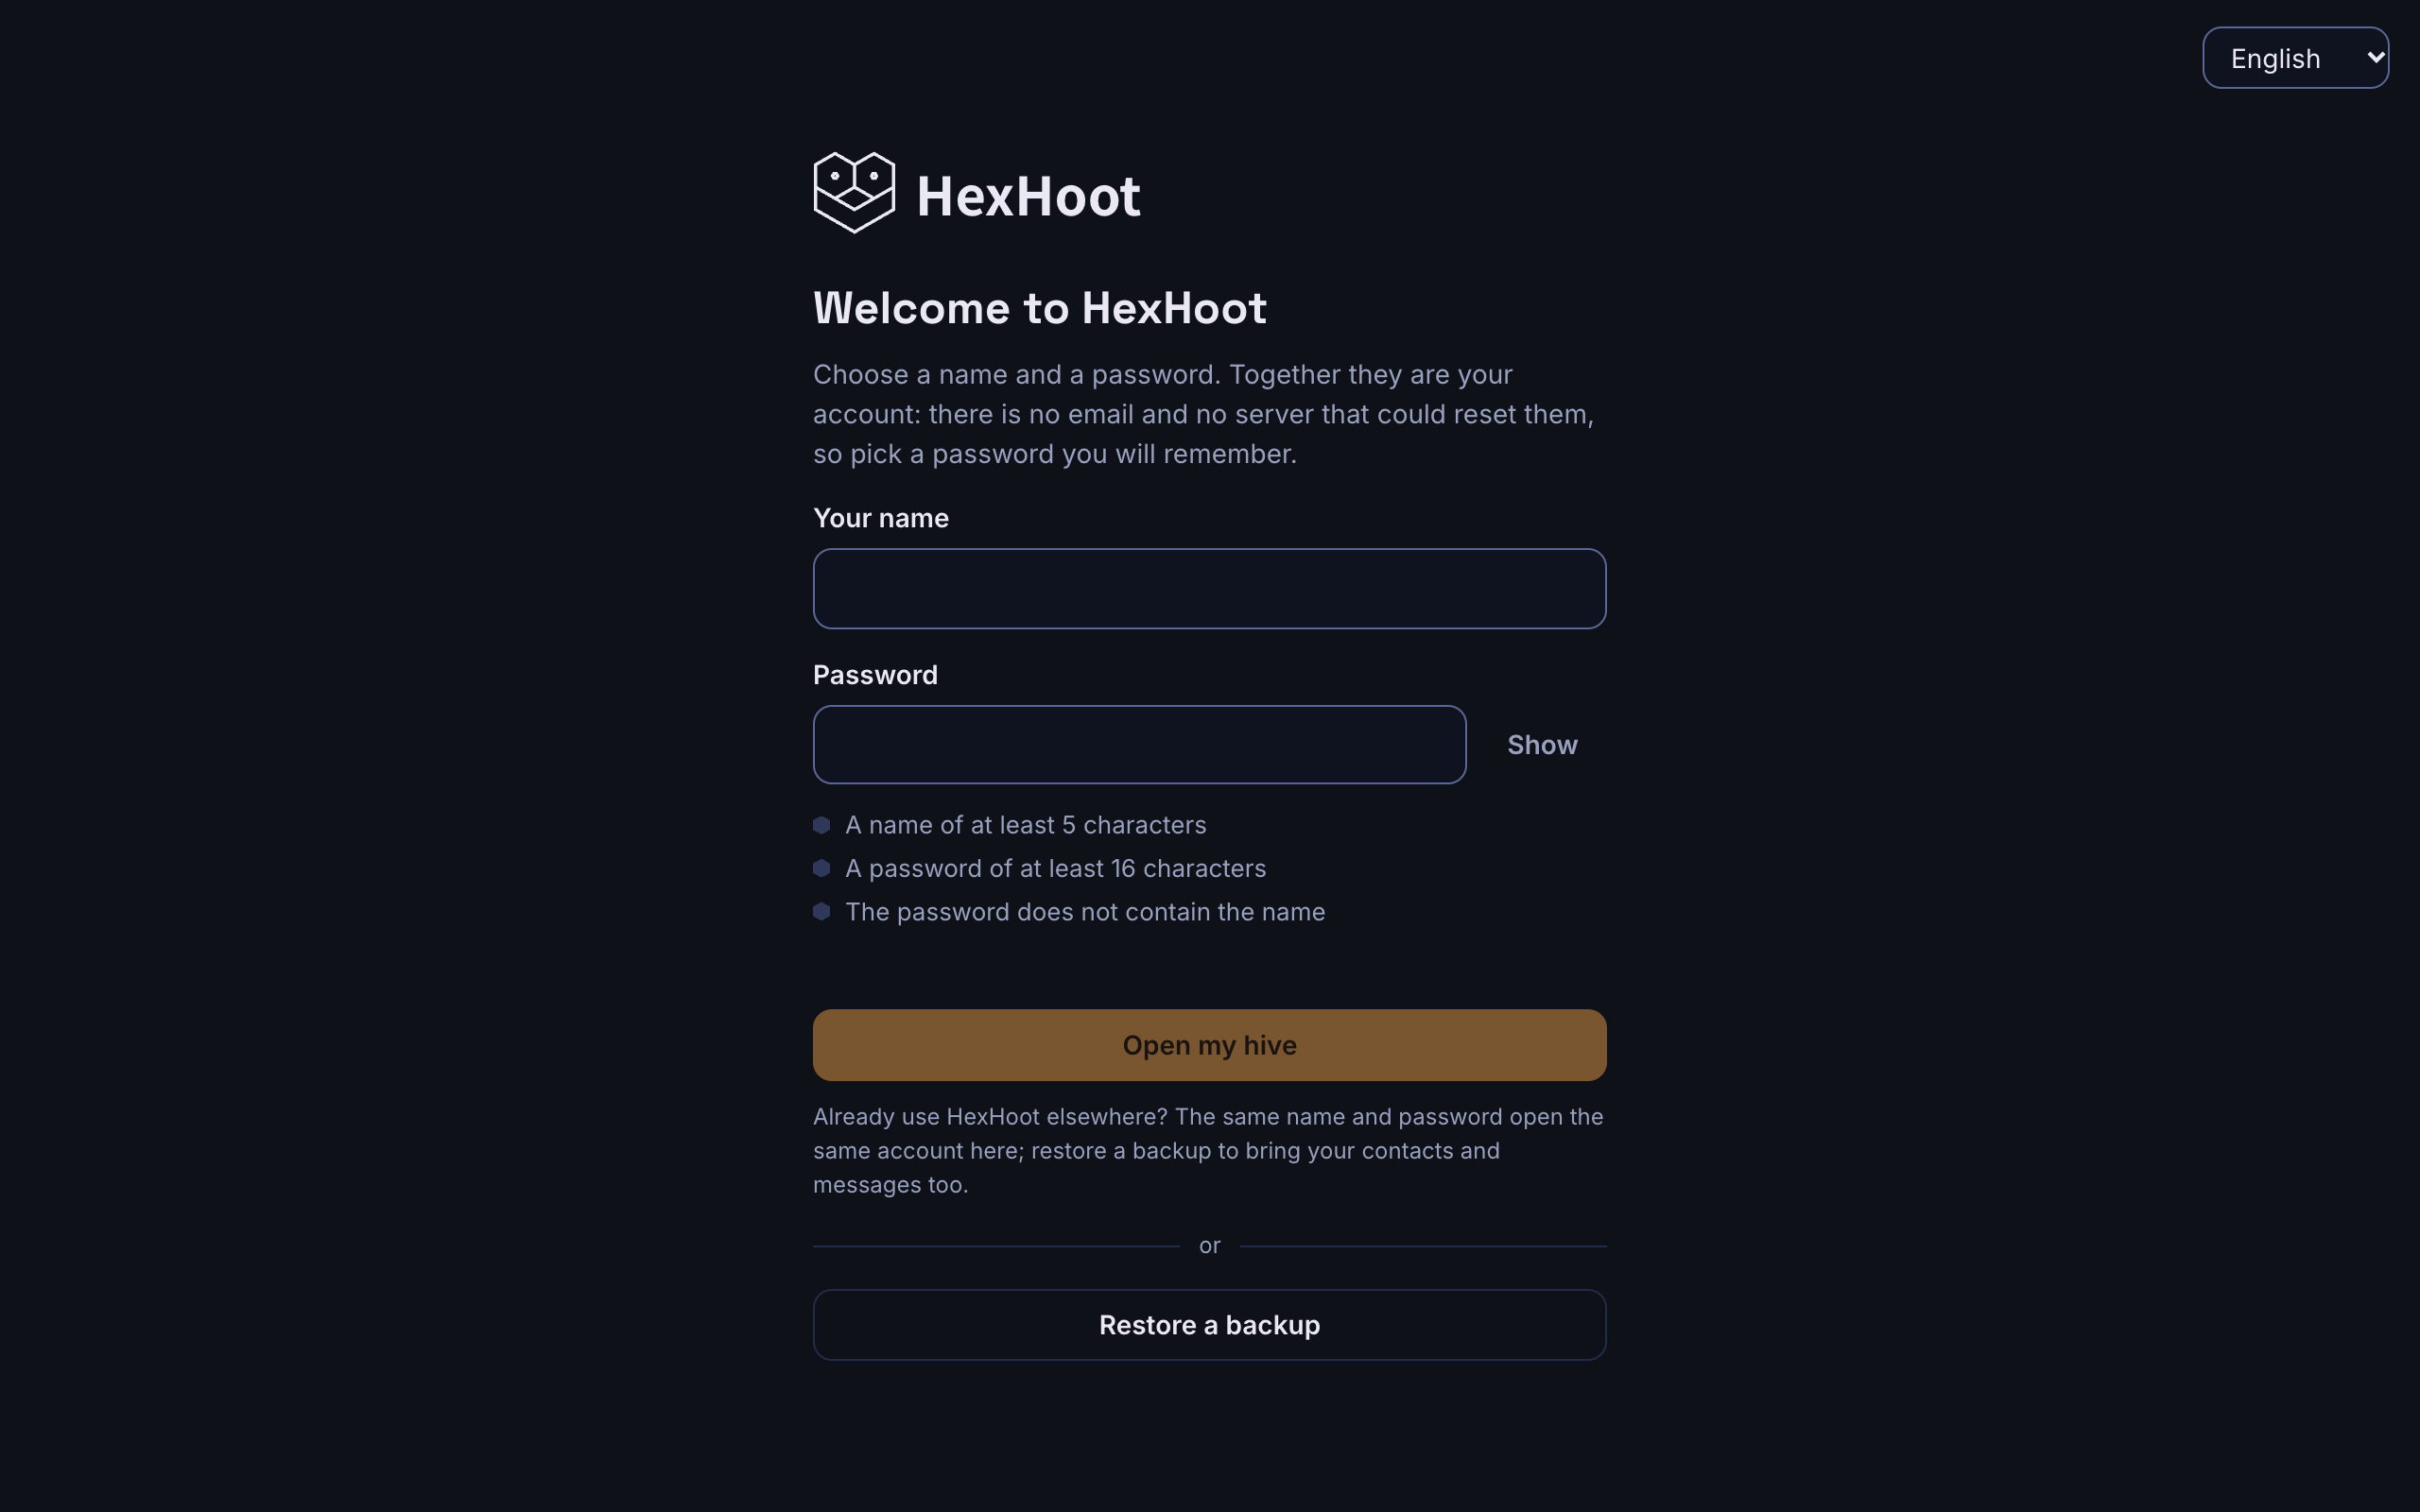 English
HexHoot
Welcome to HexHoot
Choose a name and a password. Together they are your
account: there is no email and no server that could reset them,
so pick a password you will remember.
Your name
Password
Show
A name of at least 5 characters
A password of at least 16 characters
The password does not contain the name
Open my hive
Already use HexHoot elsewhere? The same name and password open the
same account here; restore a backup to bring your contacts and
messages too.
or
Restore a backup